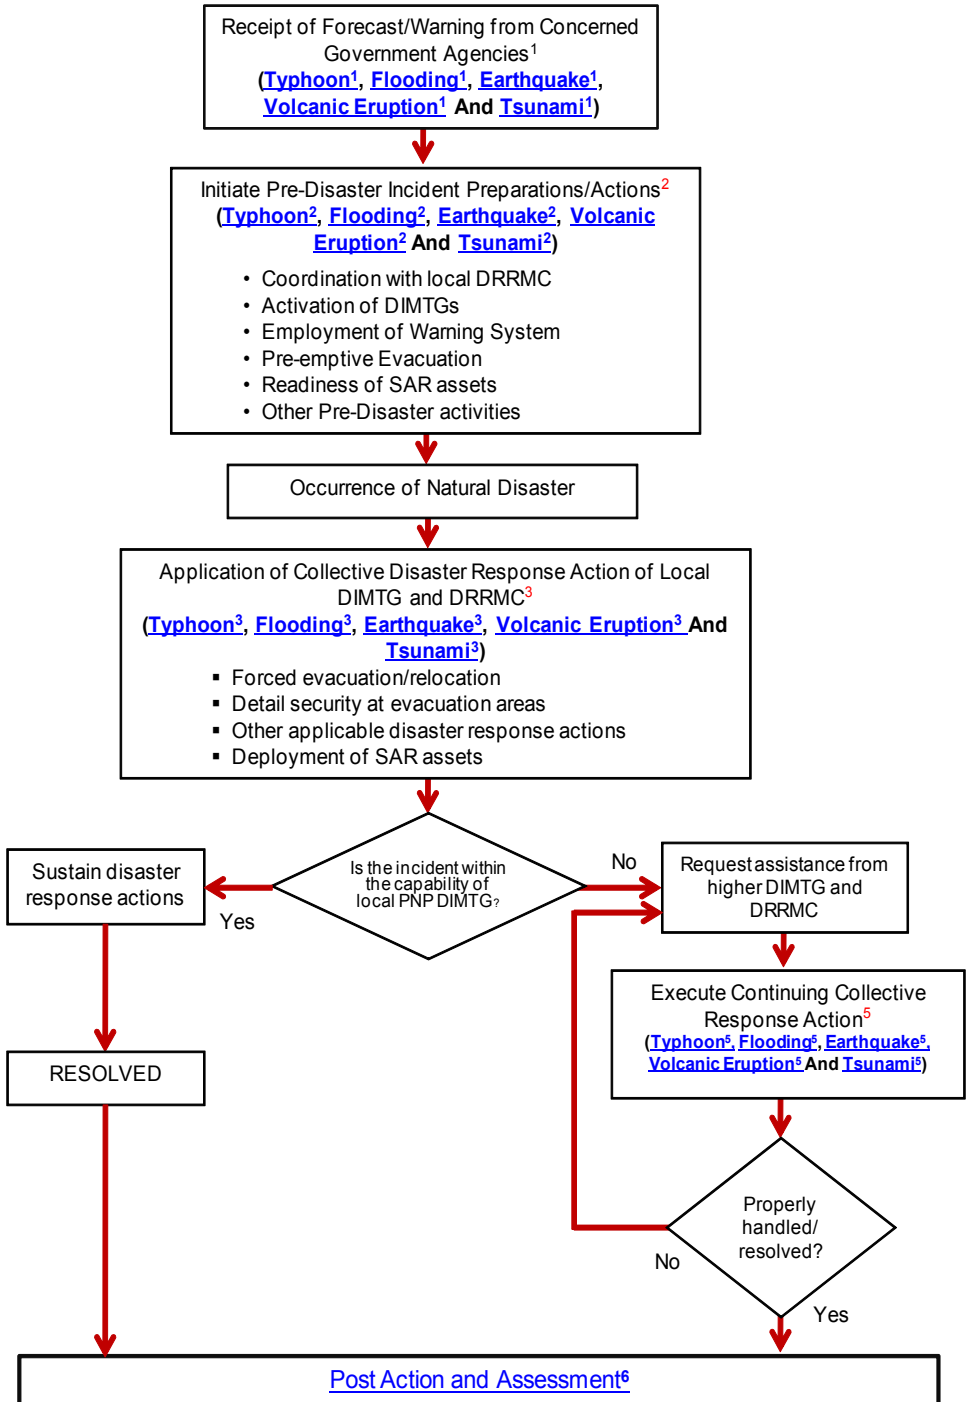 Receipt of Forecast/Warning from Concerned
Government Agencies¹
(Typhoon¹, Flooding¹, Earthquake¹,
Volcanic Eruption¹ And Tsunami¹)
Initiate Pre-Disaster Incident Preparations/Actions²
(Typhoon², Flooding², Earthquake², Volcanic
Eruption² And Tsunami²)
• Coordination with local DRRMC
• Activation of DIMTGs
• Employment of Warning System
• Pre-emptive Evacuation
• Readiness of SAR assets
• Other Pre-Disaster activities
Occurrence of Natural Disaster
Application of Collective Disaster Response Action of Local
DIMTG and DRRMC³
(Typhoon³, Flooding³, Earthquake³, Volcanic Eruption³ And
Tsunami³)
▪ Forced evacuation/relocation
▪ Detail security at evacuation areas
▪ Other applicable disaster response actions
▪ Deployment of SAR assets
Is the incident within
the capability of
local PNP DIMTG?
Yes
No
Sustain disaster
response actions
RESOLVED
Request assistance from
higher DIMTG and
DRRMC
Execute Continuing Collective
Response Action⁵
(Typhoon⁵, Flooding⁵, Earthquake⁵,
Volcanic Eruption⁵ And Tsunami⁵)
Properly
handled/
resolved?
No
Yes
Post Action and Assessment⁶